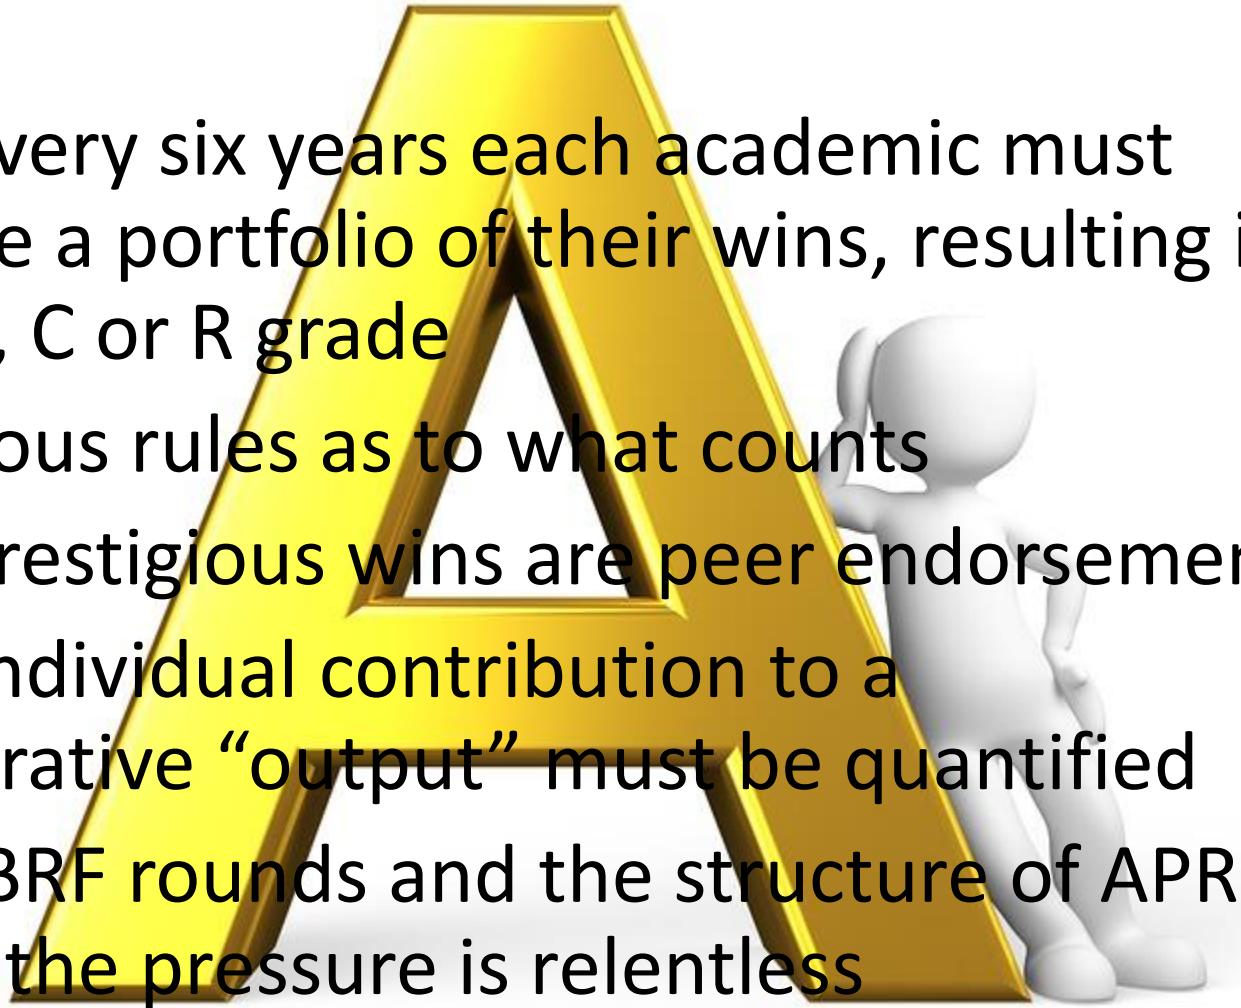 very six years each academic must
e a portfolio of their wins, resulting i
, C or R grade
ous rules as to what counts
restigious wins are peer endorsemen
ndividual contribution to a
rative “output” must be quantified
BRF rounds and the structure of APR
the pressure is relentless